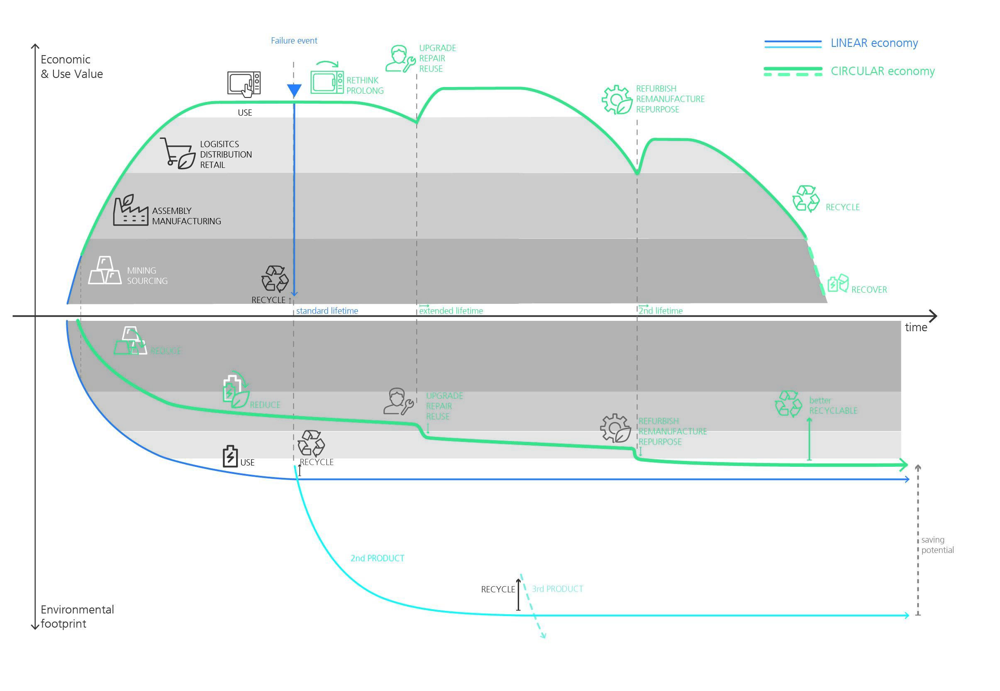 Failure event
LINEAR economy
CIRCULAR economy
Economic
& Use Value
UPGRADE
REPAIR
REUSE
RETHINK
PROLONG
REFURBISH
REMANUFACTURE
REPURPOSE
USE
LOGISITCS
DISTRIBUTION
RETAIL
ASSEMBLY
MANUFACTURING
RECYCLE
MINING
SOURCING
RECYCLE
RECOVER
standard lifetime
extended lifetime
2nd lifetime
time
REDUCE
REDUCE
UPGRADE
REPAIR
REUSE
better
RECYCLABLE
REFURBISH
REMANUFACTURE
REPURPOSE
USE
RECYCLE
saving
potential
2nd PRODUCT
RECYCLE
3rd PRODUCT
Environmental
footprint